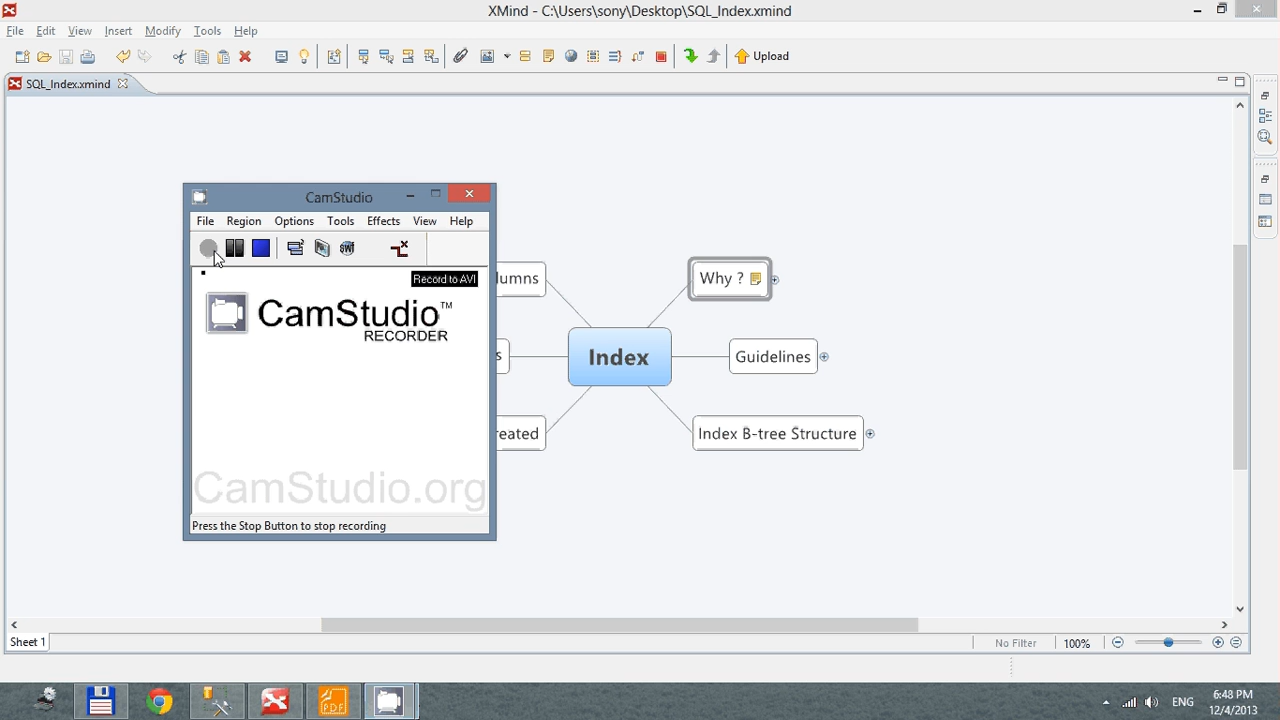 XMind - C:\Users\sony\Desktop\SQL_Index.xmind
File Edit View Insert Modify Tools Help
Upload
SQL_Index.xmind
CamStudio
File Region Options Tools Effects View Help
SWF
Record to AVI
CamStudio™
RECORDER
CamStudio.org
Press the Stop Button to stop recording
lumns
Why ?
s
Index
Guidelines
reated
Index B-tree Structure
Sheet 1
No Filter
100%
PDF
ENG
6:48 PM
12/4/2013